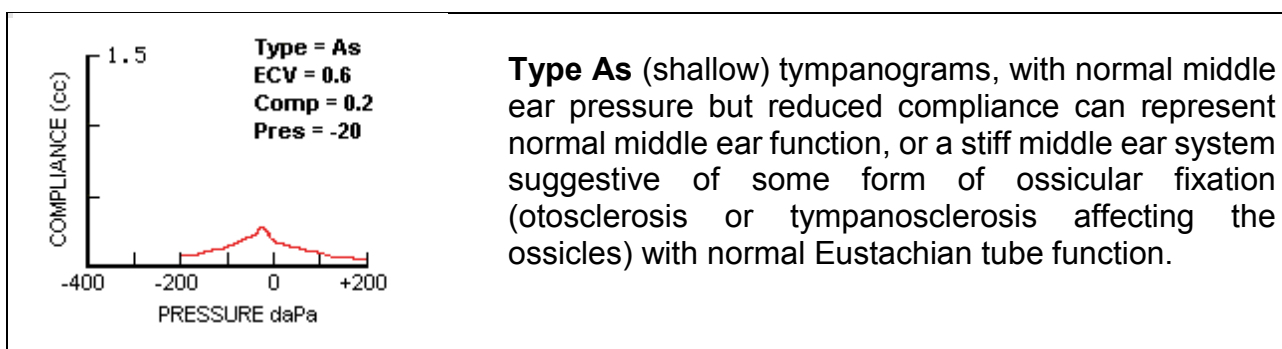 1.5
Type = As
ECV = 0.6
Comp = 0.2
Pres = -20
COMPLIANCE (cc)
-400 -200 0 +200
PRESSURE daPa
Type As (shallow) tympanograms, with normal middle
ear pressure but reduced compliance can represent
normal middle ear function, or a stiff middle ear system
suggestive of some form of ossicular fixation
(otosclerosis or tympanosclerosis affecting the
ossicles) with normal Eustachian tube function.